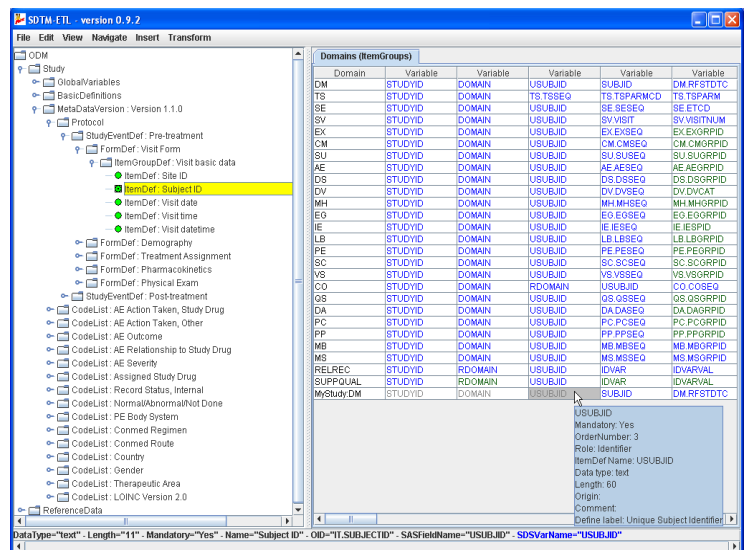 SDTM-ETL - version 0.9.2
File Edit View Navigate Insert Transform
ODM
Study
GlobalVariables
BasicDefinitions
MetaDataVersion : Version 1.1.0
Protocol
StudyEventDef : Pre-treatment
FormDef : Visit Form
ItemGroupDef : Visit basic data
ItemDef : Site ID
ItemDef : Subject ID
ItemDef : Visit date
ItemDef : Visit time
ItemDef : Visit datetime
FormDef : Demography
FormDef : Treatment Assignment
FormDef : Pharmacokinetics
FormDef : Physical Exam
StudyEventDef : Post-treatment
CodeList : AE Action Taken, Study Drug
CodeList : AE Action Taken, Other
CodeList : AE Outcome
CodeList : AE Relationship to Study Drug
CodeList : AE Severity
CodeList : Assigned Study Drug
CodeList : Record Status, Internal
CodeList : Normal/Abnormal/Not Done
CodeList : PE Body System
CodeList : Conmed Regimen
CodeList : Conmed Route
CodeList : Country
CodeList : Gender
CodeList : Therapeutic Area
CodeList : LOINC Version 2.0
ReferenceData
Domains (ItemGroups)
Domain Variable Variable Variable Variable Variable
DM STUDYID DOMAIN USUBJID SUBJID DM.RFSTDTC
TS STUDYID DOMAIN TS.TSSEQ TS.TSPARMCD TS.TSPARM
SE STUDYID DOMAIN USUBJID SE.SESEQ SE.ETCD
SV STUDYID DOMAIN USUBJID SV.VISIT SV.VISITNUM
EX STUDYID DOMAIN USUBJID EX.EXSEQ EX.EXGRPID
CM STUDYID DOMAIN USUBJID CM.CMSEQ CM.CMGRPID
SU STUDYID DOMAIN USUBJID SU.SUSEQ SU.SUGRPID
AE STUDYID DOMAIN USUBJID AE.AESEQ AE.AEGRPID
DS STUDYID DOMAIN USUBJID DS.DSSEQ DS.DSGRPID
DV STUDYID DOMAIN USUBJID DV.DVSEQ DV.DVCAT
MH STUDYID DOMAIN USUBJID MH.MHSEQ MH.MHGRPID
EG STUDYID DOMAIN USUBJID EG.EGSEQ EG.EGGRPID
IE STUDYID DOMAIN USUBJID IE.IESEQ IE.IESPID
LB STUDYID DOMAIN USUBJID LB.LBSEQ LB.LBGRPID
PE STUDYID DOMAIN USUBJID PE.PESEQ PE.PEGRPID
SC STUDYID DOMAIN USUBJID SC.SCSEQ SC.SCGRPID
VS STUDYID DOMAIN USUBJID VS.VSSEQ VS.VSGRPID
CO STUDYID DOMAIN RDOMAIN USUBJID CO.COSEQ
QS STUDYID DOMAIN USUBJID QS.QSSEQ QS.QSGRPID
DA STUDYID DOMAIN USUBJID DA.DASEQ DA.DAGRPID
PC STUDYID DOMAIN USUBJID PC.PCSEQ PC.PCGRPID
PP STUDYID DOMAIN USUBJID PP.PPSEQ PP.PPGRPID
MB STUDYID DOMAIN USUBJID MB.MBSEQ MB.MBGRPID
MS STUDYID DOMAIN USUBJID MS.MSSEQ MS.MSGRPID
RELREC STUDYID RDOMAIN USUBJID IDVAR IDVARVAL
SUPPQUAL STUDYID RDOMAIN USUBJID IDVAR IDVARVAL
MyStudy:DM STUDYID DOMAIN USUBJID SUBJID DM.RFSTDTC
USUBJID
Mandatory: Yes
OrderNumber: 3
Role: Identifier
ItemDef Name: USUBJID
Data type: text
Length: 60
Origin:
Comment:
Define label: Unique Subject Identifier
DataType="text" - Length="11" - Mandatory="Yes" - Name="Subject ID" - OID="IT.SUBJECTID" - SASFieldName="USUBJID" - SDSVarName="USUBJID"